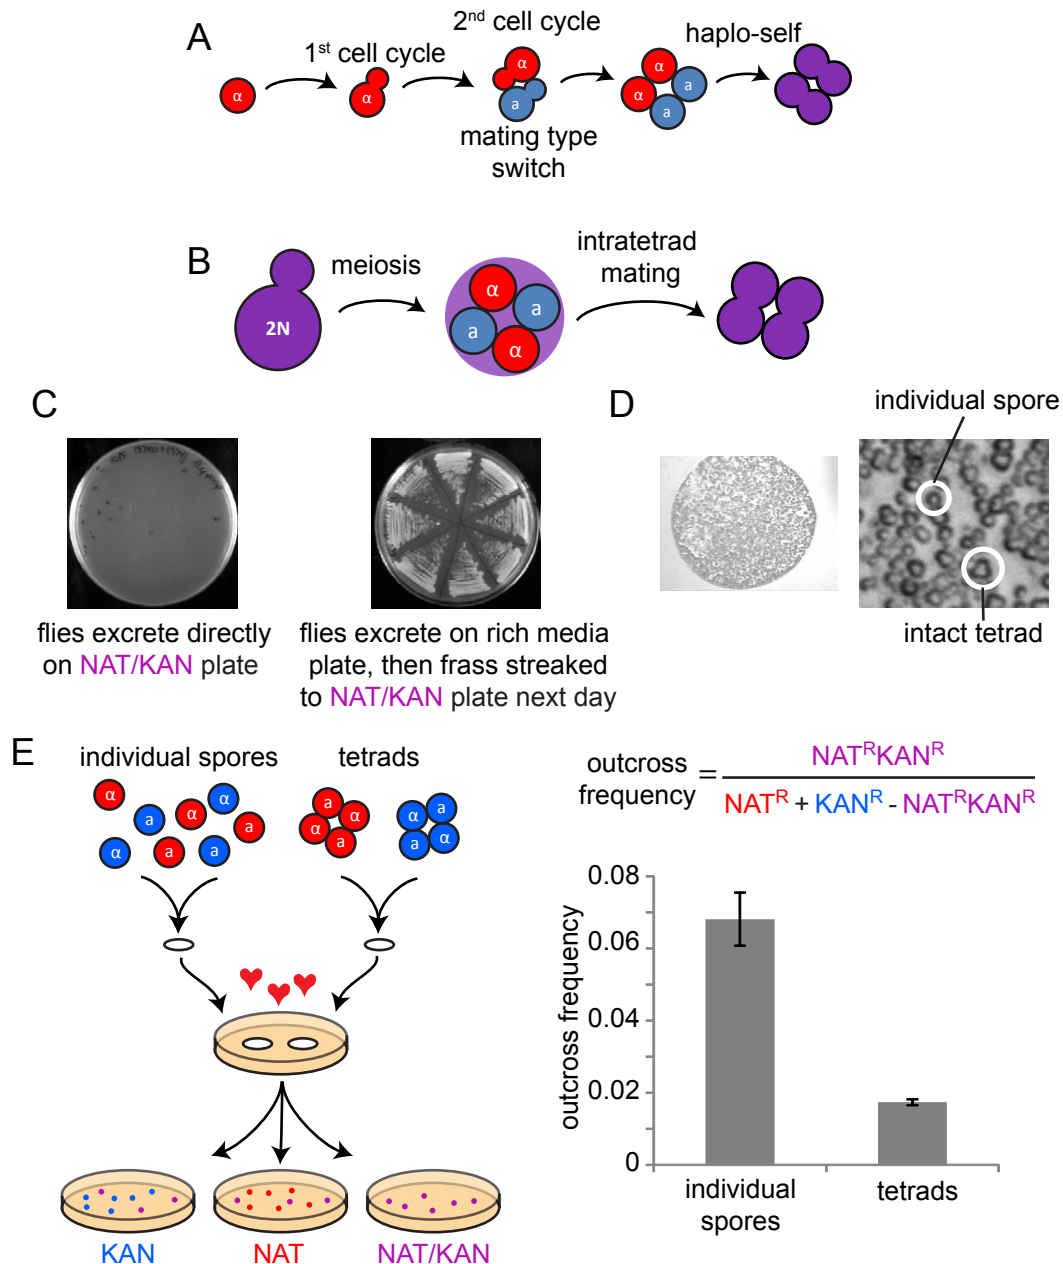 A
1st cell cycle
2nd cell cycle
haplo-self
α
α
α
a
α
a
α
a
mating type
switch
B
meiosis
intratetrad
mating
2N
α
a
a
α
C
flies excrete directly
on NAT/KAN plate
flies excrete on rich media
plate, then frass streaked
to NAT/KAN plate next day
D
individual spore
intact tetrad
E
individual spores
tetrads
α
α
a
α
a
α
a
a
a
α
α
a
α
a
α
a
KAN
NAT
NAT/KAN
outcross
frequency
=
NATRKANR
NATR + KANR - NATRKANR
outcross frequency
0.08
0.06
0.04
0.02
0
individual
spores
tetrads